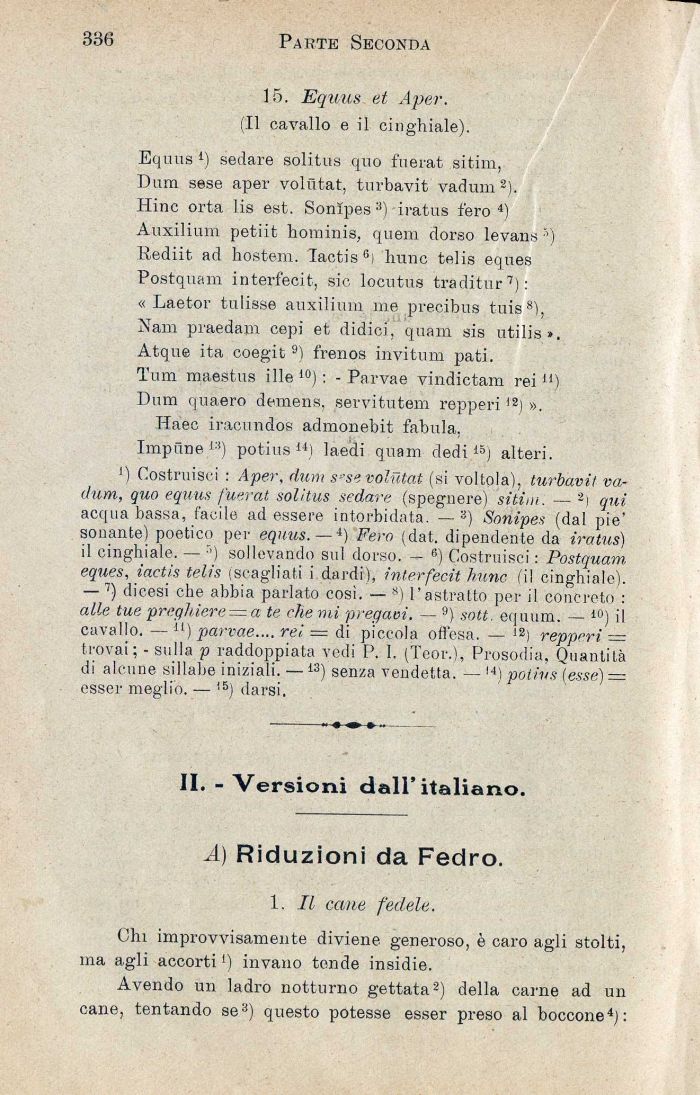 336
PARTE SECONDA
15. Equus et Aper.
(Il cavallo e il cinghiale).
Equus ¹) sedare solitus quo fuerat sitim,
Dum sese aper volūtat, turbavit vadum ²).
Hinc orta lis est. Sonĭpes ³) iratus fero ⁴)
Auxilium petiit hominis, quem dorso levans ⁵)
Rediit ad hostem. Iactis ⁶) hunc telis eques
Postquam interfecit, sic locutus traditur ⁷) :
« Laetor tulisse auxilium me precibus tuis ⁸),
Nam praedam cepi et didici, quam sis utilis ».
Atque ita coegit ⁹) frenos invitum pati.
Tum maestus ille ¹⁰) : - Parvae vindictam rei ¹¹)
Dum quaero demens, servitutem repperi ¹²) ».
Haec iracundos admonebit fabula,
Impūne ¹³) potius ¹⁴) laedi quam dedi ¹⁵) alteri.
¹) Costruisci : Aper, dum sese volūtat (si voltola), turbavit va-
dum, quo equus fuerat solitus sedare (spegnere) sitim. — ²) qui
acqua bassa, facile ad essere intorbidata. — ³) Sonipes (dal pie'
sonante) poetico per equus. — ⁴) Fero (dat. dipendente da iratus)
il cinghiale. — ⁵) sollevando sul dorso. — ⁶) Costruisci : Postquam
eques, iactis telis (scagliati i dardi), interfecit hunc (il cinghiale).
— ⁷) dicesi che abbia parlato così. — ⁸) l'astratto per il concreto :
alle tue preghiere = a te che mi pregavi. — ⁹) sott. equum. — ¹⁰) il
cavallo. — ¹¹) parvae.... rei = di piccola offesa. — ¹²) repperi =
trovai ; - sulla p raddoppiata vedi P. I. (Teor.), Prosodia, Quantità
di alcune sillabe iniziali. — ¹³) senza vendetta. — ¹⁴) potius (esse) =
esser meglio. — ¹⁵) darsi.
II. - Versioni dall'italiano.
A) Riduzioni da Fedro.
1. Il cane fedele.
Chi improvvisamente diviene generoso, è caro agli stolti,
ma agli accorti ¹) invano tende insidie.
Avendo un ladro notturno gettata ²) della carne ad un
cane, tentando se ³) questo potesse esser preso al boccone ⁴) :